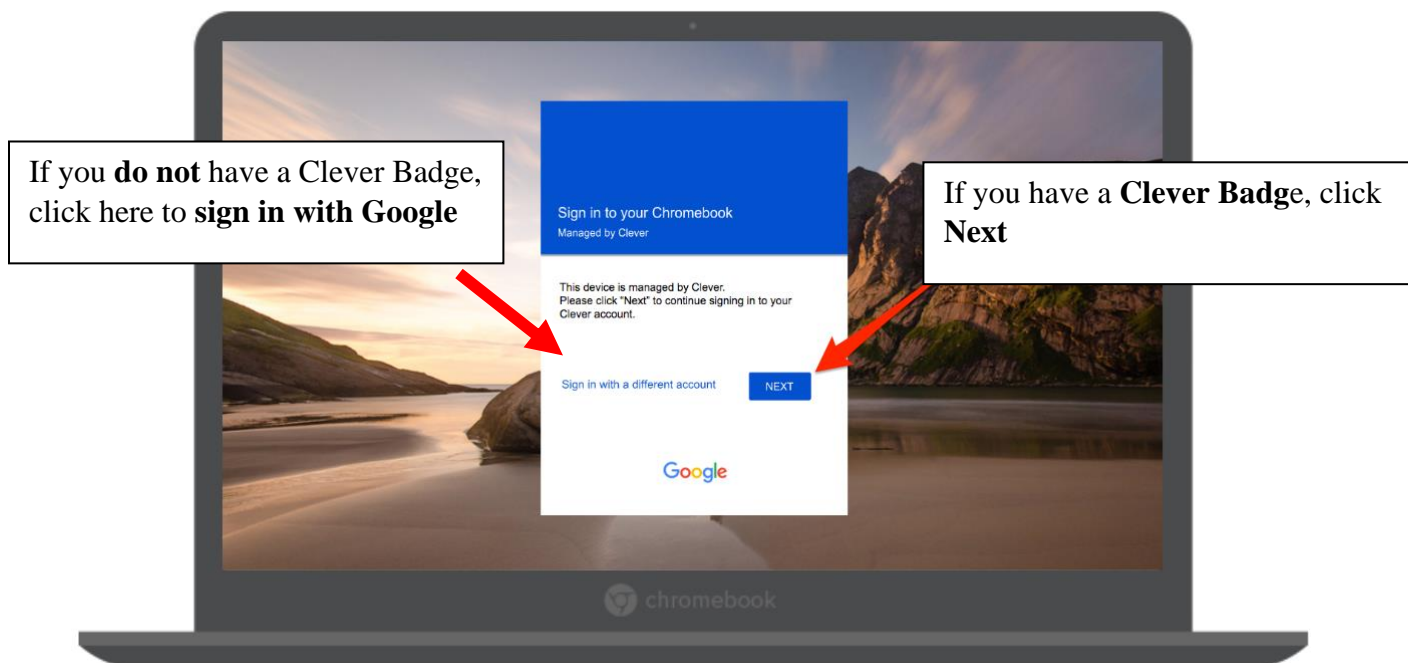 If you do not have a Clever Badge,
click here to sign in with Google
If you have a Clever Badge, click
Next
Sign in to your Chromebook
Managed by Clever
This device is managed by Clever.
Please click "Next" to continue signing in to your
Clever account.
Sign in with a different account
NEXT
Google
chromebook